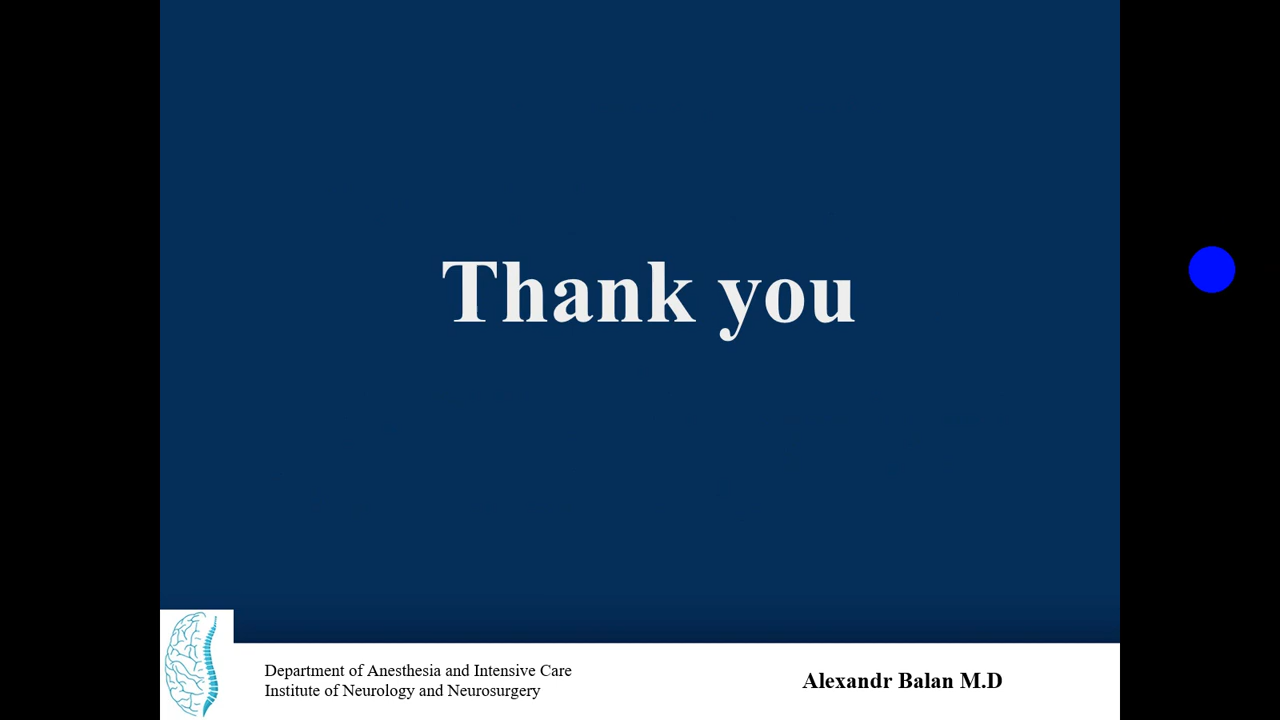 Thank you
Department of Anesthesia and Intensive Care
Institute of Neurology and Neurosurgery
Alexandr Balan M.D